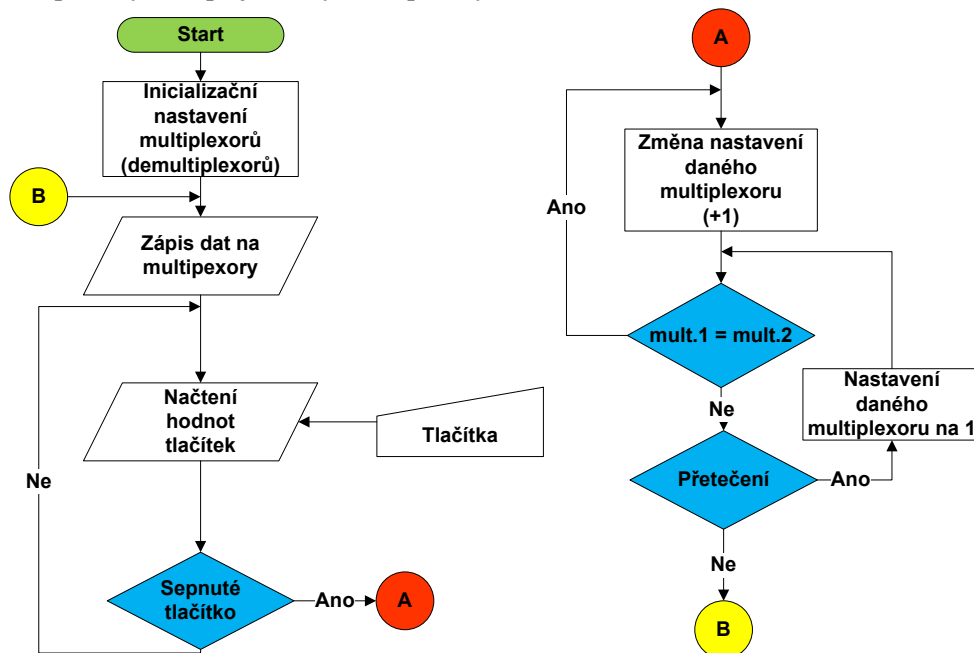 Start
Inicializační
nastavení
multiplexorů
(demultiplexorů)
B
Zápis dat na
multipexory
Načtení
hodnot
tlačítek
Tlačítka
Ne
Sepnuté
tlačítko
Ano
A
A
Změna nastavení
daného
multiplexoru
(+1)
Ano
mult.1 = mult.2
Ne
Nastavení
daného
multiplexoru na 1
Přetečení
Ano
Ne
B